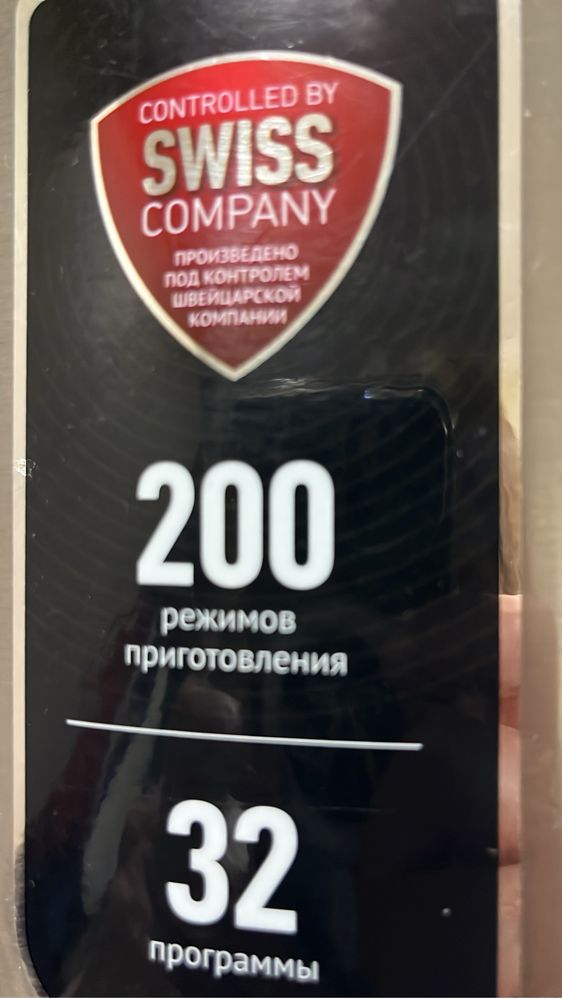 CONTROLLED BY
SWISS
COMPANY
ПРОИЗВЕДЕНО
ПОД КОНТРОЛЕМ
ШВЕЙЦАРСКОЙ
КОМПАНИИ
200
режимов
приготовления
32
программы